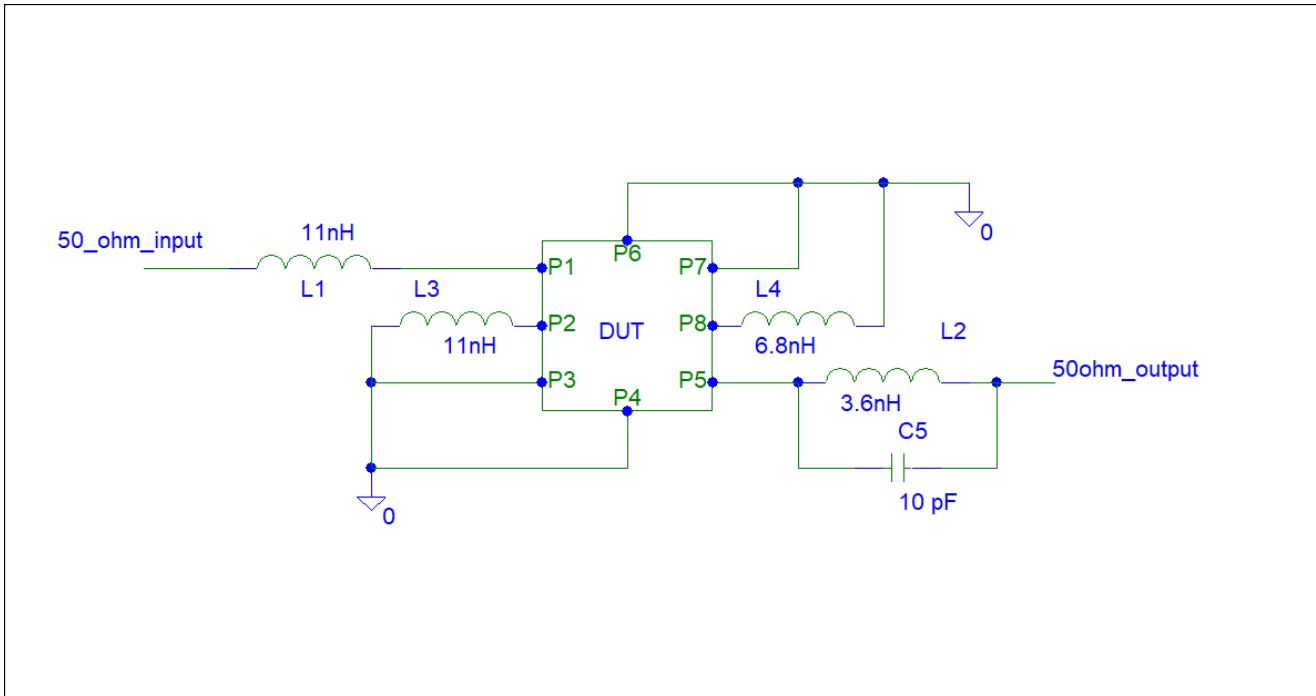 50_ohm_input
11nH
L1
L3
11nH
P1
P2
P3
P4
P6
DUT
P7
P8
P5
L4
6.8nH
0
L2
3.6nH
50ohm_output
C5
10 pF
0